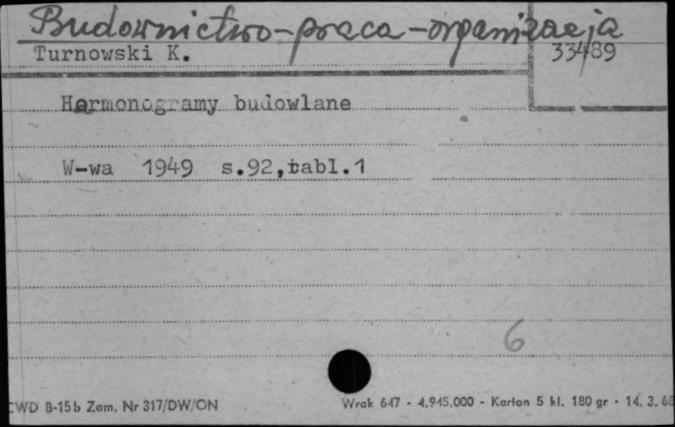 Budownictwo-praca-organizacja
Turnowski K.
33489
Harmonogramy budowlane
W-wa 1949 s.92,tabl.1
6
CWD B-15b Zam. Nr 317/DW/ON
Wrak 647 - 4.945.000 - Karton 5 kl. 180 gr - 14. 3. 68